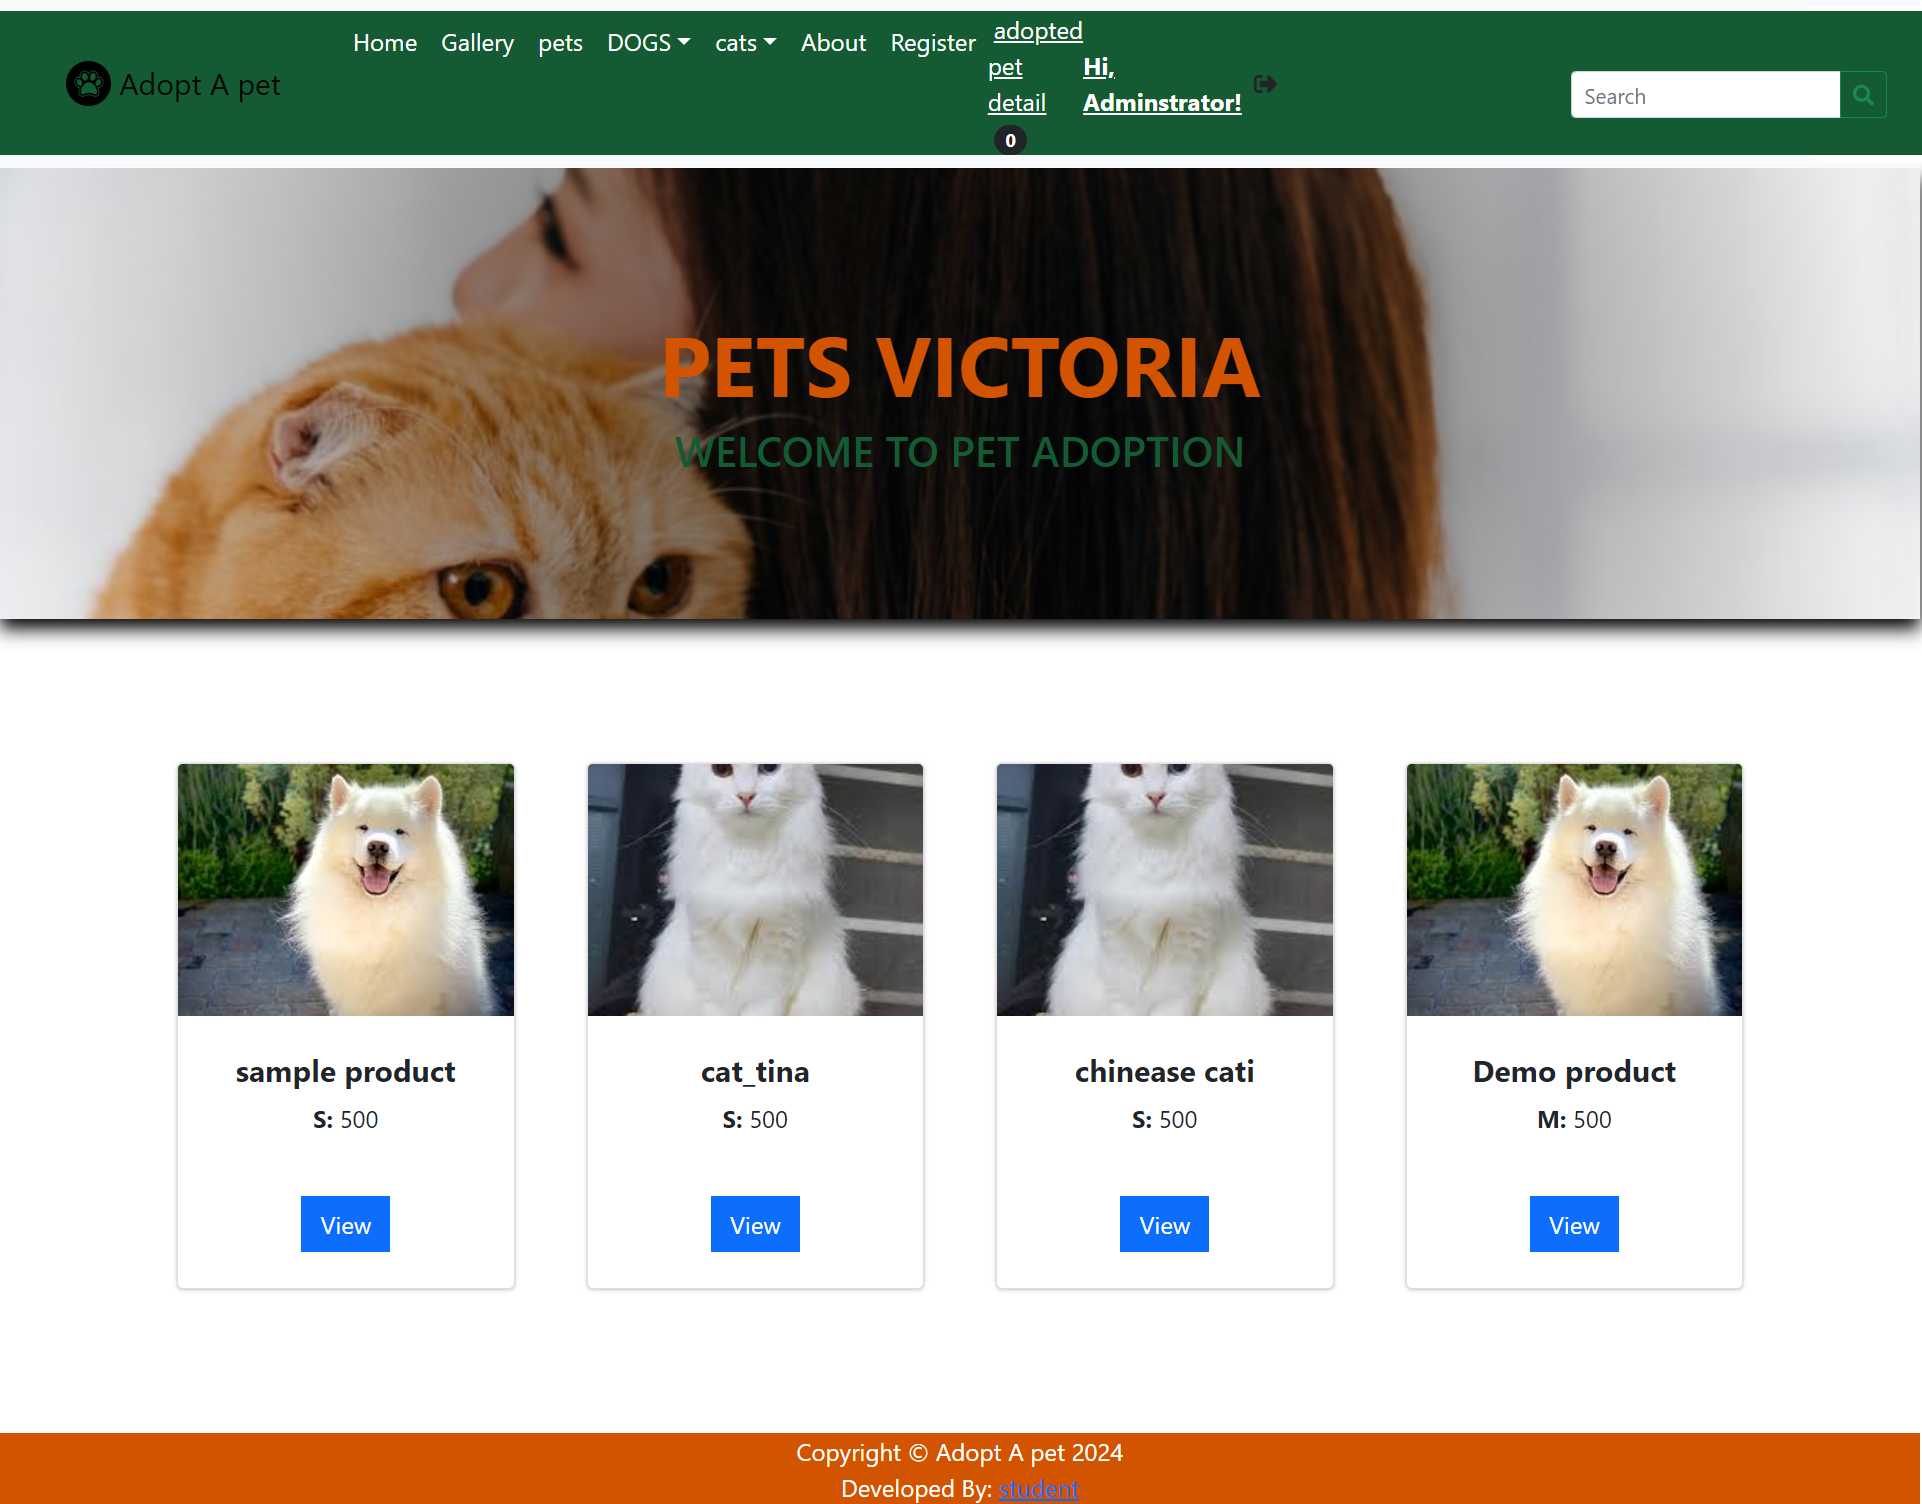 Adopt A pet
Home Gallery pets DOGS cats About Register
adopted
pet
detail
0
Hi,
Adminstrator!
Search
PETS VICTORIA
WELCOME TO PET ADOPTION
sample product
S: 500
View
cat_tina
S: 500
View
chinease cati
S: 500
View
Demo product
M: 500
View
Copyright © Adopt A pet 2024
Developed By: student